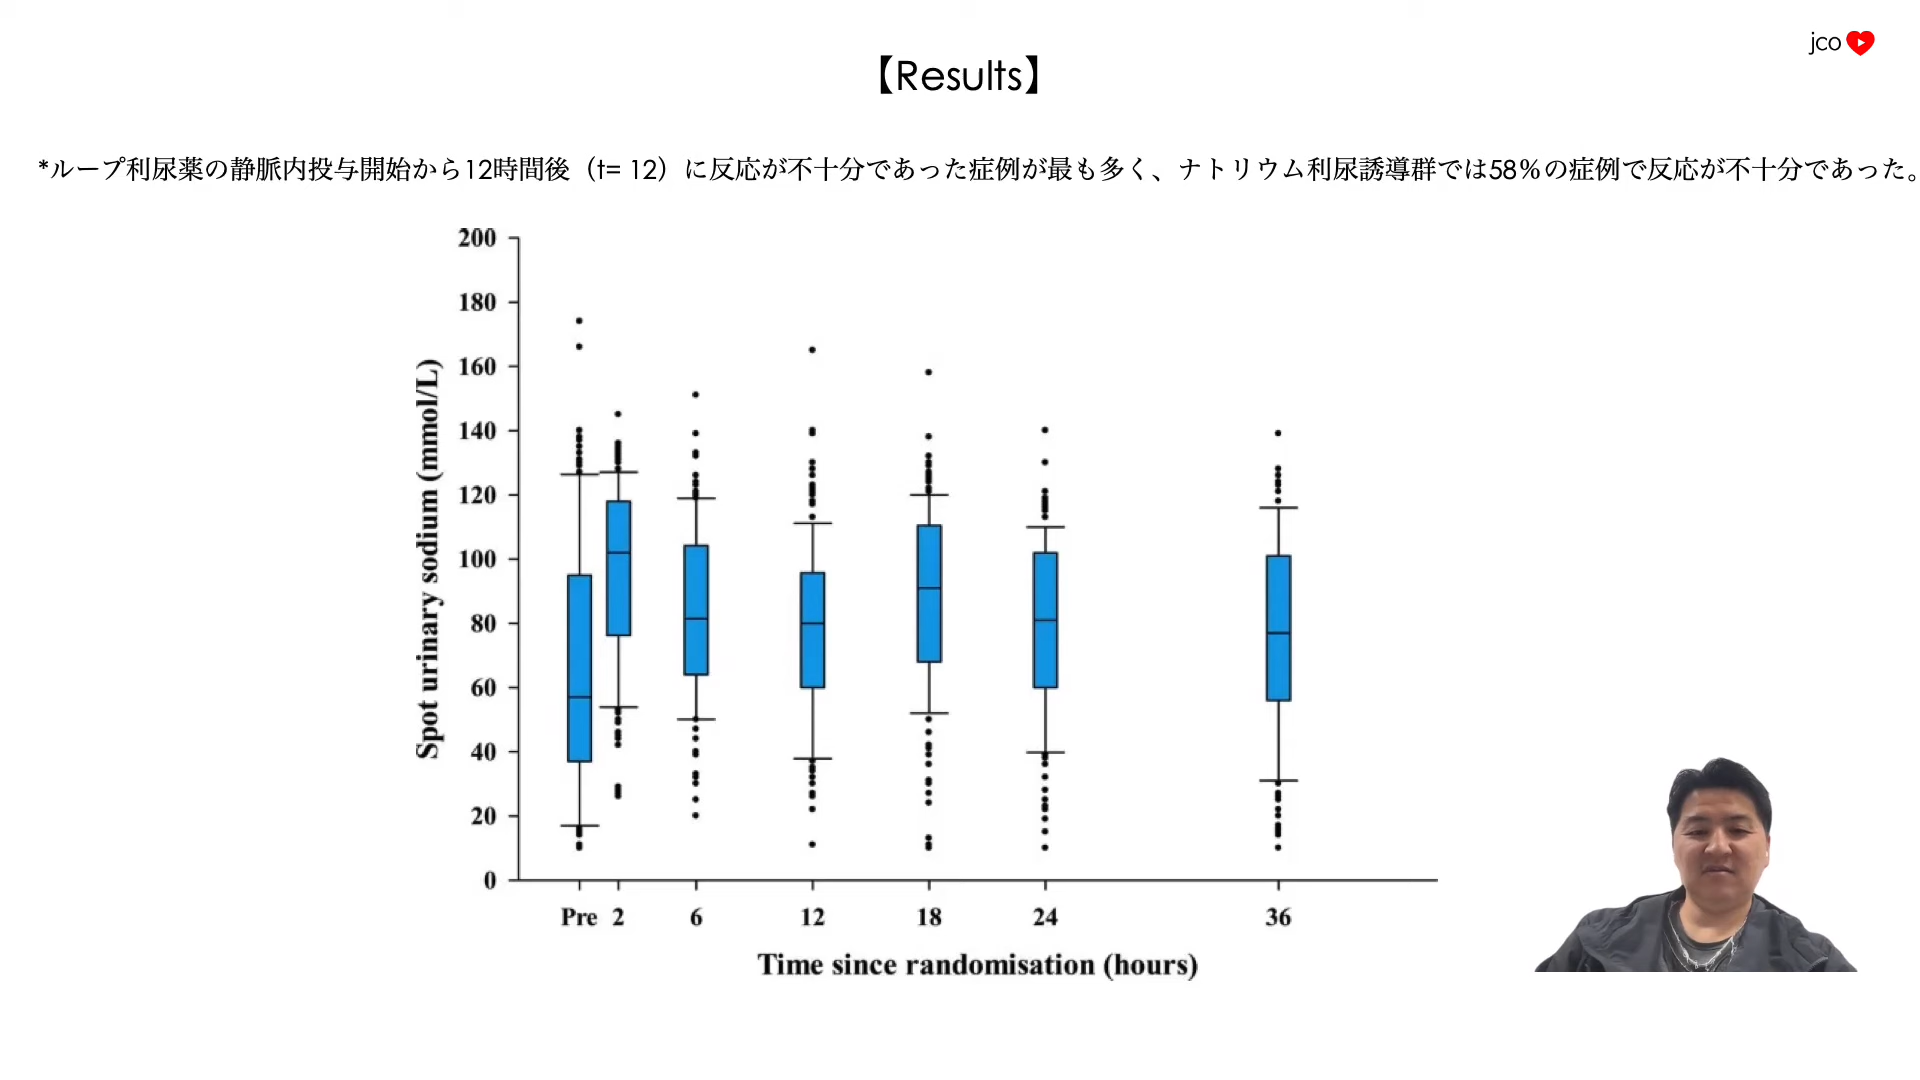 jco
【Results】
*ループ利尿薬の静脈内投与開始から12時間後（t= 12）に反応が不十分であった症例が最も多く、ナトリウム利尿誘導群では58%の症例で反応が不十分であった。
200
180
160
140
120
100
80
60
40
20
0
Spot urinary sodium (mmol/L)
Pre 2 6 12 18 24 36
Time since randomisation (hours)